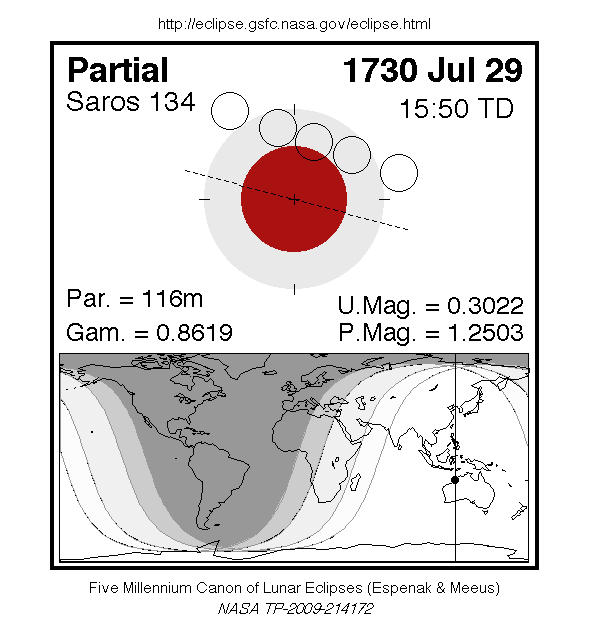 http://eclipse.gsfc.nasa.gov/eclipse.html
Partial
1730 Jul 29
Saros 134
15:50 TD
Par. = 116m
U.Mag. = 0.3022
Gam. = 0.8619
P.Mag. = 1.2503
Five Millennium Canon of Lunar Eclipses (Espenak & Meeus)
NASA TP-2009-214172